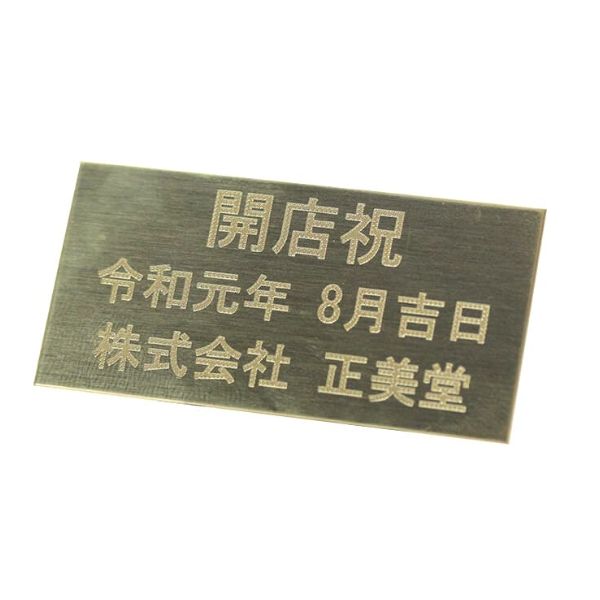 開店祝
令和元年 8月吉日
株式会社 正美堂